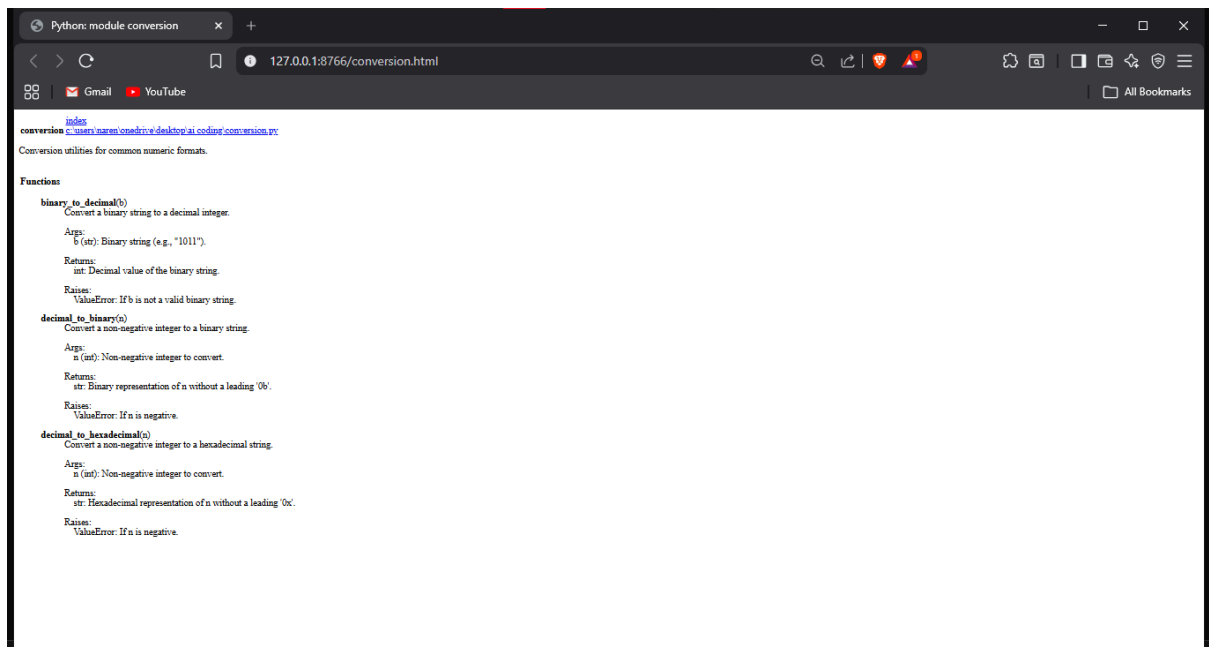 Python: module conversion
127.0.0.1:8766/conversion.html
1
Gmail
YouTube
All Bookmarks
index
conversion c:\users\naren\onedrive\desktop\ai coding\conversion.py
Conversion utilities for common numeric formats.
Functions
binary_to_decimal(b)
Convert a binary string to a decimal integer.
Args:
b (str): Binary string (e.g., "1011").
Returns:
int: Decimal value of the binary string.
Raises:
ValueError: If b is not a valid binary string.
decimal_to_binary(n)
Convert a non-negative integer to a binary string.
Args:
n (int): Non-negative integer to convert.
Returns:
str: Binary representation of n without a leading '0b'.
Raises:
ValueError: If n is negative.
decimal_to_hexadecimal(n)
Convert a non-negative integer to a hexadecimal string.
Args:
n (int): Non-negative integer to convert.
Returns:
str: Hexadecimal representation of n without a leading '0x'.
Raises:
ValueError: If n is negative.